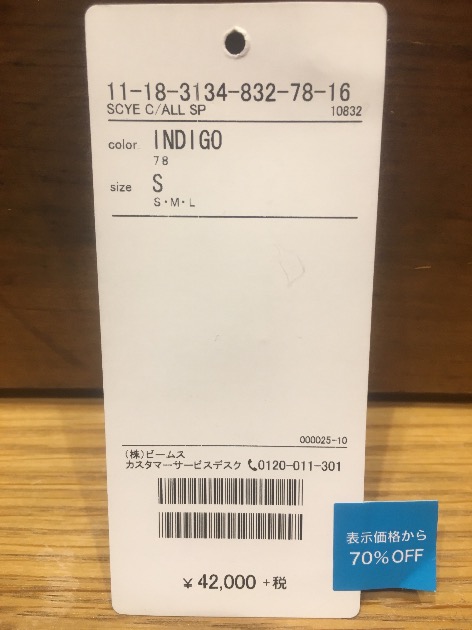 11-18-3134-832-78-16
SCYE C/ALL SP 10832
color INDIGO
78
size S
S・M・L
000025-10
(株)ビームス
カスタマーサービスデスク 0120-011-301
¥ 42,000 +税
表示価格から
70%OFF